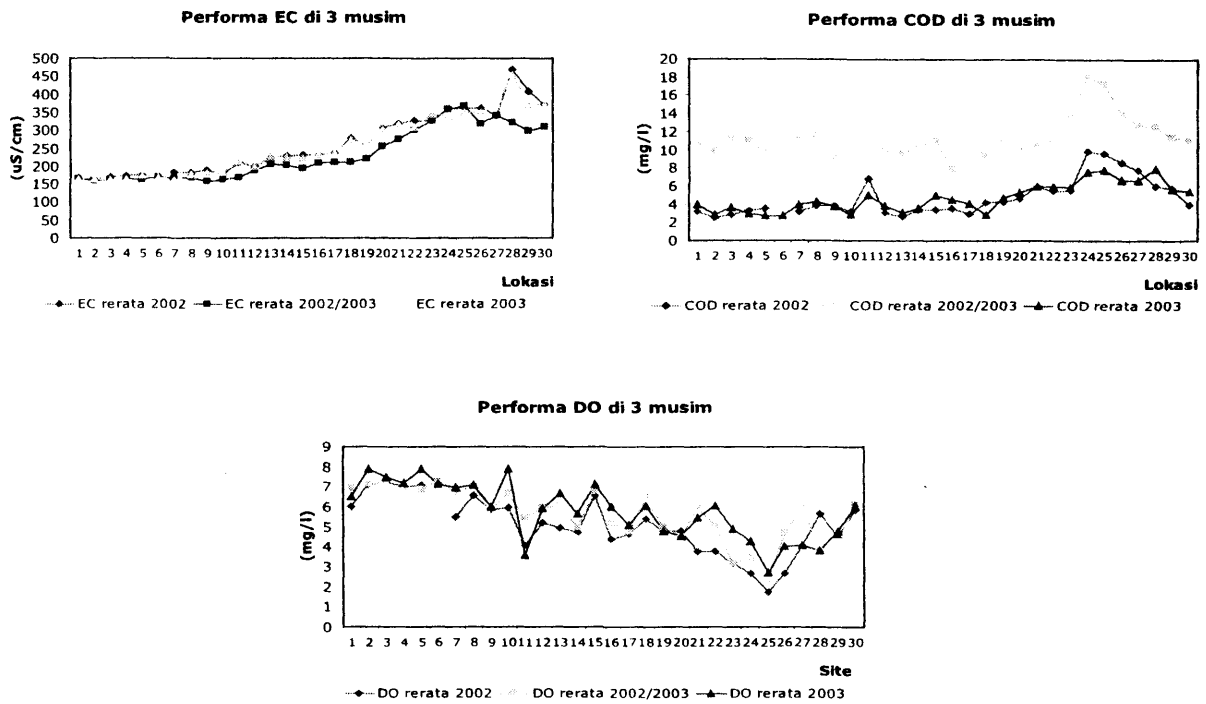 Performa EC di 3 musim
(uS/cm)
500
450
400
350
300
250
200
150
100
50
0
1 2 3 4 5 6 7 8 9 10 11 12 13 14 15 16 17 18 19 20 21 22 23 24 25 26 27 28 29 30
Lokasi
EC rerata 2002 EC rerata 2002/2003 EC rerata 2003
Performa COD di 3 musim
(mg/l)
20
18
16
14
12
10
8
6
4
2
0
1 2 3 4 5 6 7 8 9 10 11 12 13 14 15 16 17 18 19 20 21 22 23 24 25 26 27 28 29 30
Lokasi
COD rerata 2002 COD rerata 2002/2003 COD rerata 2003
Performa DO di 3 musim
(mg/l)
9
8
7
6
5
4
3
2
1
0
1 2 3 4 5 6 7 8 9 10 11 12 13 14 15 16 17 18 19 20 21 22 23 24 25 26 27 28 29 30
Site
DO rerata 2002 DO rerata 2002/2003 DO rerata 2003